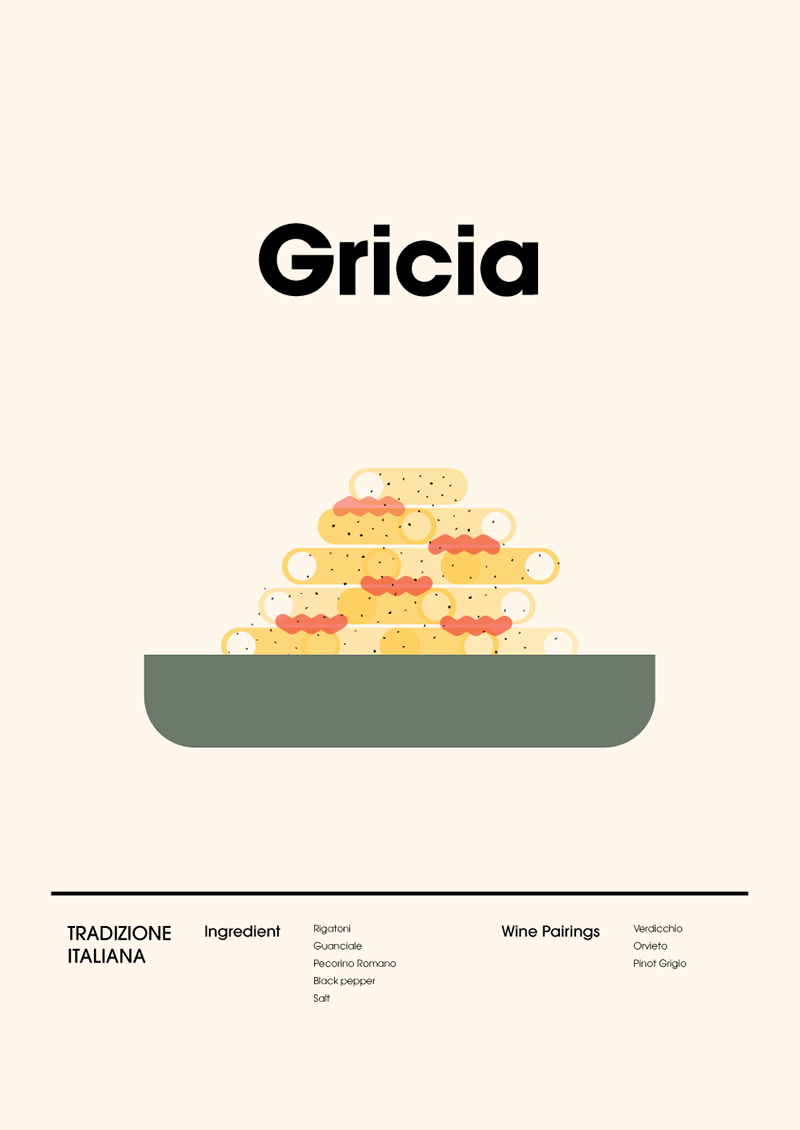 Gricia
TRADIZIONE
ITALIANA
Ingredient
Rigatoni
Guanciale
Pecorino Romano
Black pepper
Salt
Wine Pairings
Verdicchio
Orvieto
Pinot Grigio